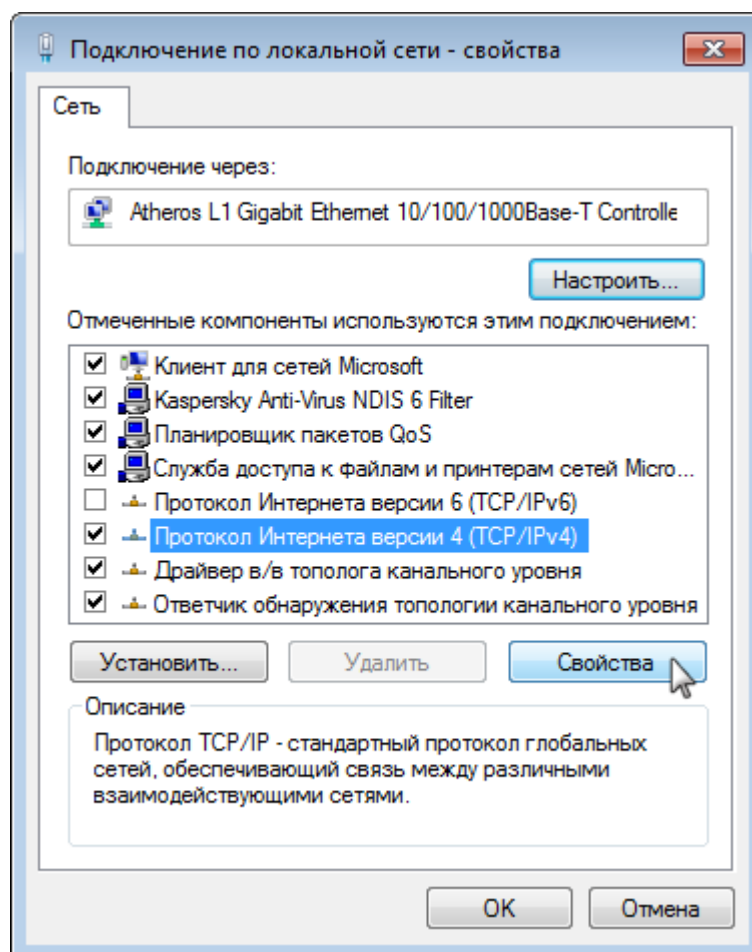 Подключение по локальной сети - свойства
Сеть
Подключение через:
Atheros L1 Gigabit Ethernet 10/100/1000Base-T Controlle
Настроить...
Отмеченные компоненты используются этим подключением:
Клиент для сетей Microsoft
Kaspersky Anti-Virus NDIS 6 Filter
Планировщик пакетов QoS
Служба доступа к файлам и принтерам сетей Micro...
Протокол Интернета версии 6 (TCP/IPv6)
Протокол Интернета версии 4 (TCP/IPv4)
Драйвер в/в тополога канального уровня
Ответчик обнаружения топологии канального уровня
Установить...
Удалить
Свойства
Описание
Протокол TCP/IP - стандартный протокол глобальных
сетей, обеспечивающий связь между различными
взаимодействующими сетями.
ОК
Отмена